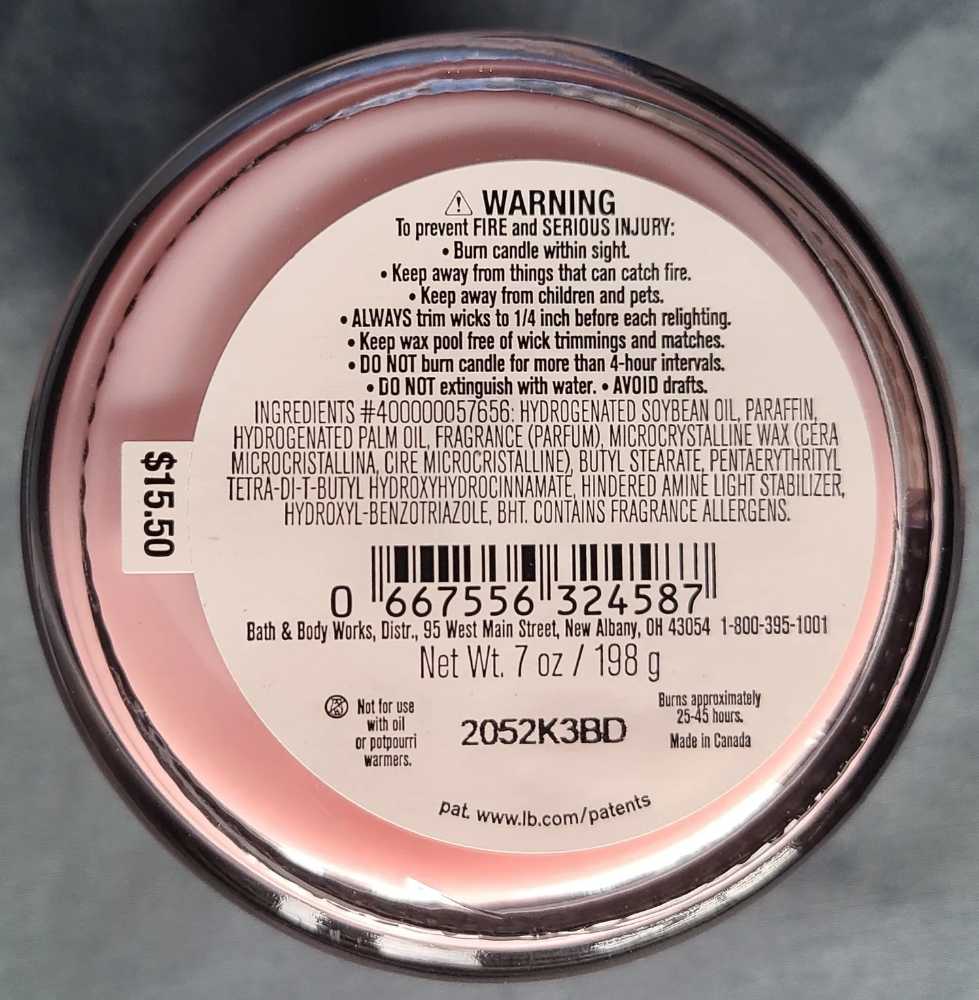 WARNING
To prevent FIRE and SERIOUS INJURY:
• Burn candle within sight.
• Keep away from things that can catch fire.
• Keep away from children and pets.
• ALWAYS trim wicks to 1/4 inch before each relighting.
• Keep wax pool free of wick trimmings and matches.
• DO NOT burn candle for more than 4-hour intervals.
• DO NOT extinguish with water. • AVOID drafts.
INGREDIENTS #400000057656: HYDROGENATED SOYBEAN OIL, PARAFFIN,
HYDROGENATED PALM OIL, FRAGRANCE (PARFUM), MICROCRYSTALLINE WAX (CERA
MICROCRISTALLINA, CIRE MICROCRISTALLINE), BUTYL STEARATE, PENTAERYTHRITYL
TETRA-DI-T-BUTYL HYDROXYHYDROCINNAMATE, HINDERED AMINE LIGHT STABILIZER,
HYDROXYL-BENZOTRIAZOLE, BHT. CONTAINS FRAGRANCE ALLERGENS.
$15.50
0 667556 324587
Bath & Body Works, Distr., 95 West Main Street, New Albany, OH 43054 1-800-395-1001
Net Wt. 7 oz / 198 g
Not for use
with oil
or potpourri
warmers.
2052K3BD
Burns approximately
25-45 hours.
Made in Canada
pat. www.lb.com/patents